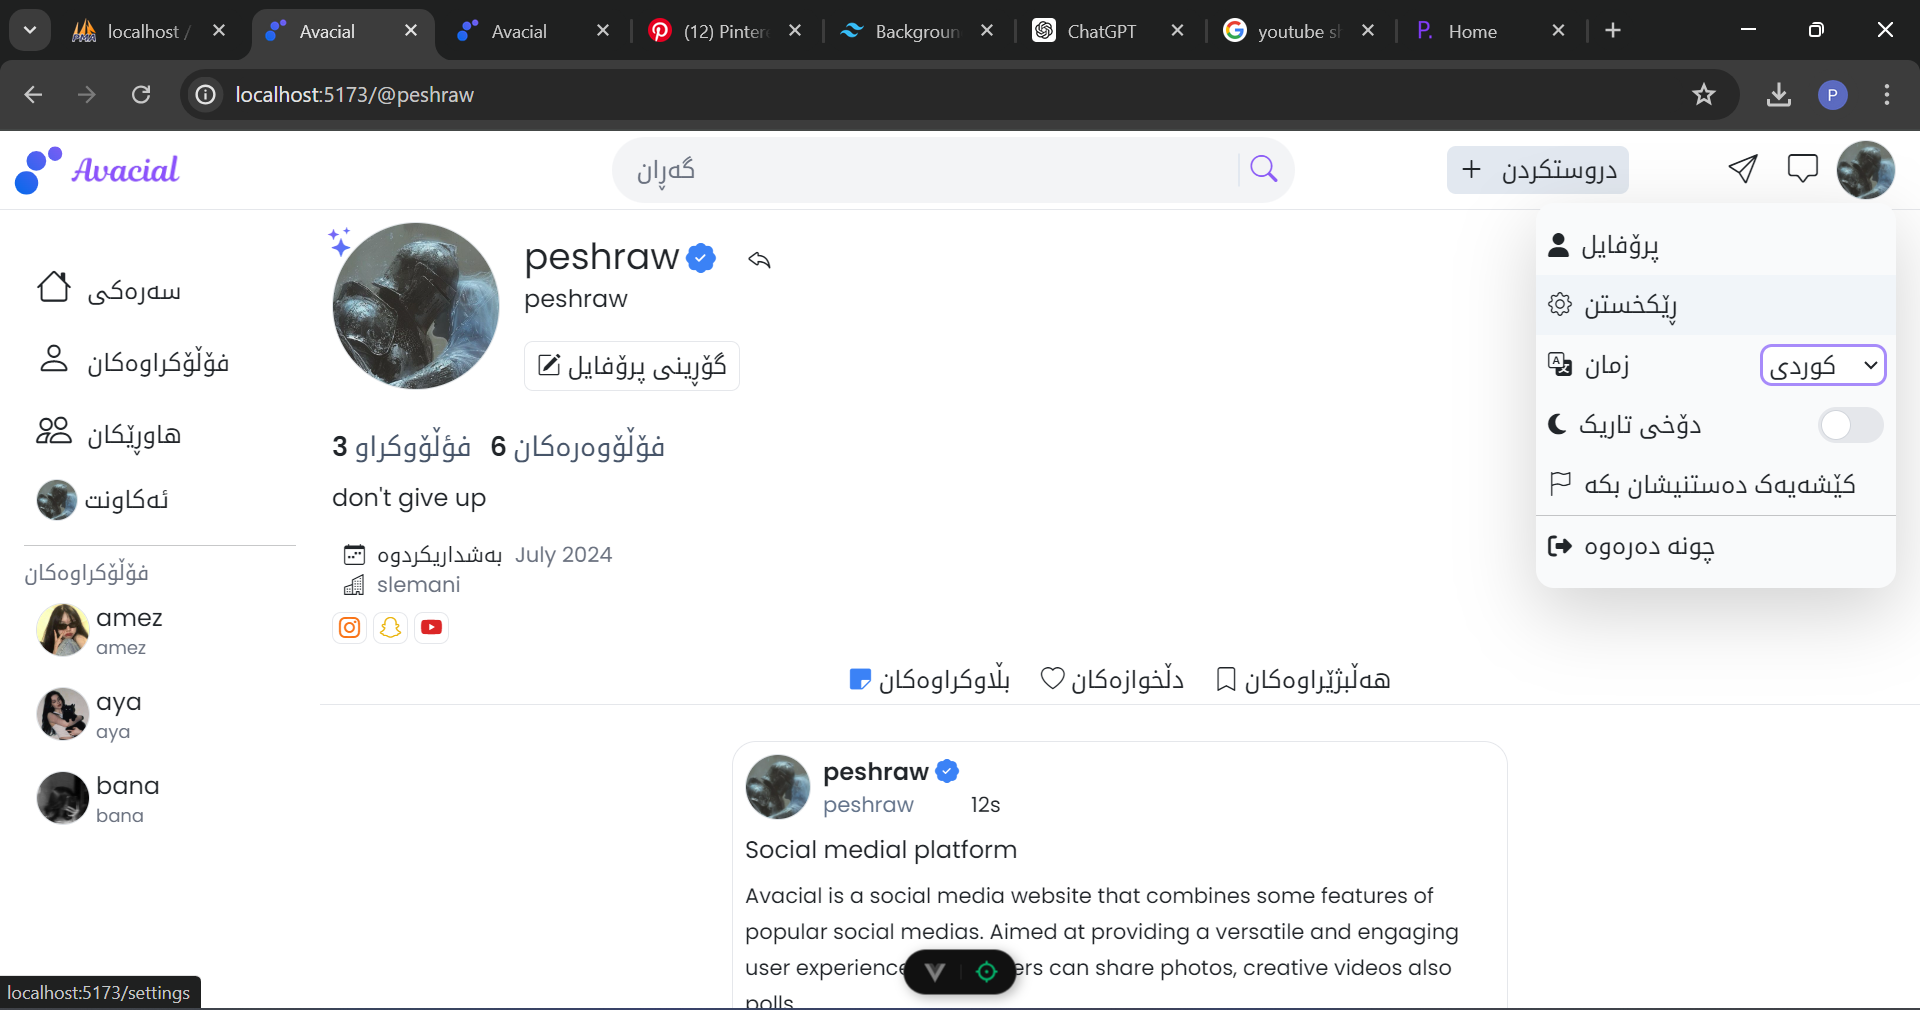 localhost /
Avacial
Avacial
(12) Pinter
Backgroun
ChatGPT
youtube s
Home
localhost:5173/@peshraw
P
Avacial
گەڕان
دروستکردن
سەرەکی
فۆڵۆکراوەکان
هاوڕێکان
ئەکاونت
فۆڵۆکراوەکان
amez
amez
aya
aya
bana
bana
peshraw
peshraw
گۆڕینی پرۆفایل
3 فۆڵۆوکراو 6 فۆڵۆوەرەکان
don't give up
بەشداریکردوە July 2024
slemani
بڵاوکراوەکان
دڵخوازەکان
هەڵبژێراوەکان
peshraw
peshraw 12s
Social medial platform
Avacial is a social media website that combines some features of
popular social medias. Aimed at providing a versatile and engaging
user experience ers can share photos, creative videos also
polls
پرۆفایل
ڕێکخستن
زمان
کوردی
دۆخی تاریک
کێشەیەک دەستنیشان بکە
چونە دەرەوە
localhost:5173/settings